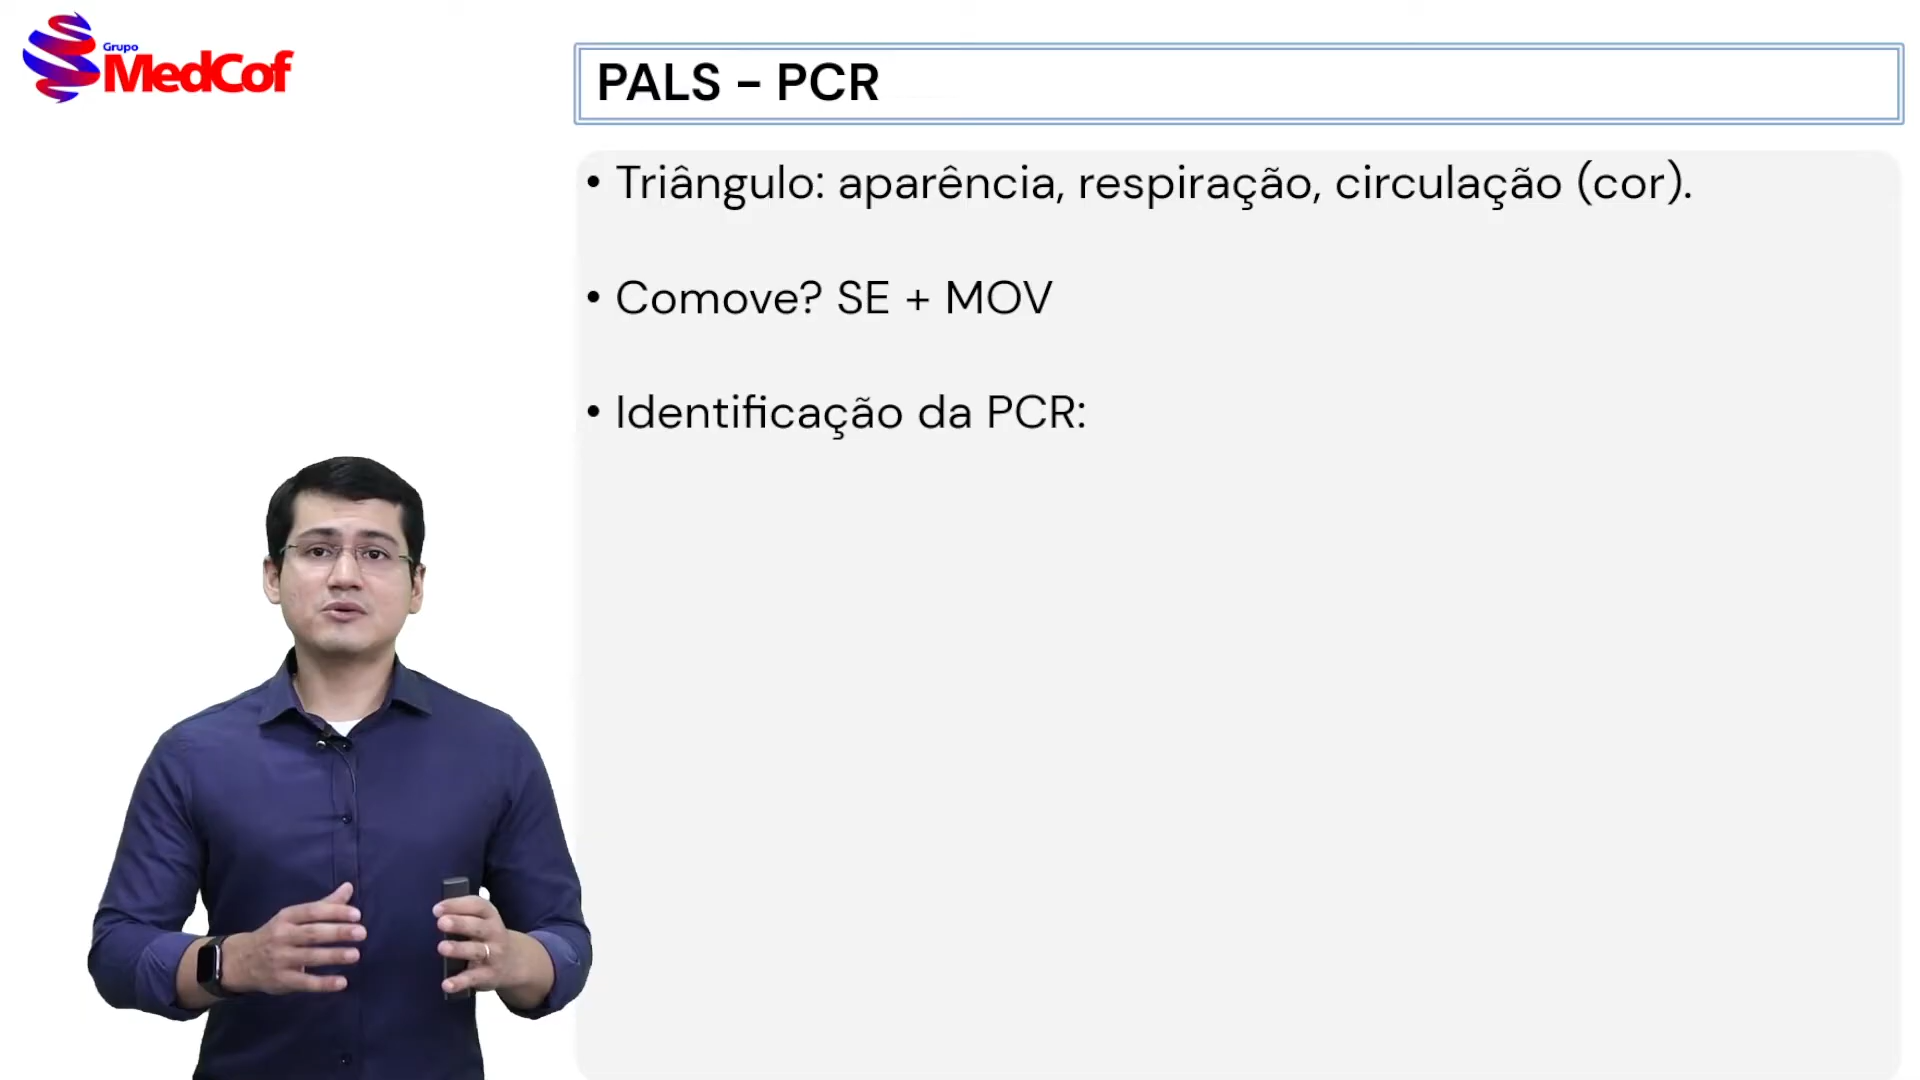 Grupo
MedCof
PALS – PCR
• Triângulo: aparência, respiração, circulação (cor).
• Comove? SE + MOV
• Identificação da PCR: